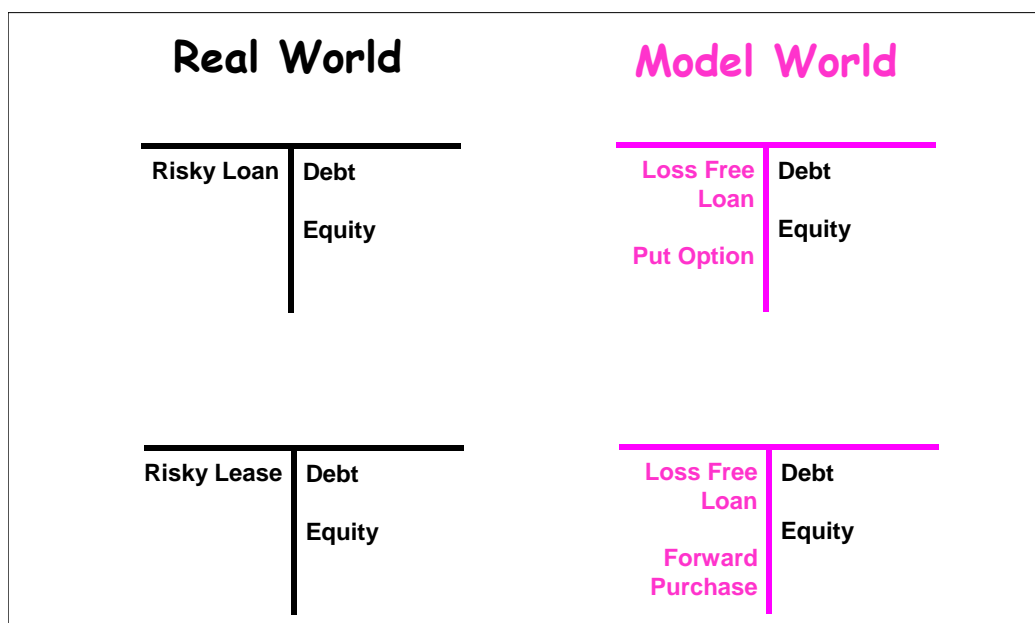 Real World
Model World
Risky Loan
Debt
Equity
Loss Free
Loan
Put Option
Debt
Equity
Risky Lease
Debt
Equity
Loss Free
Loan
Forward
Purchase
Debt
Equity